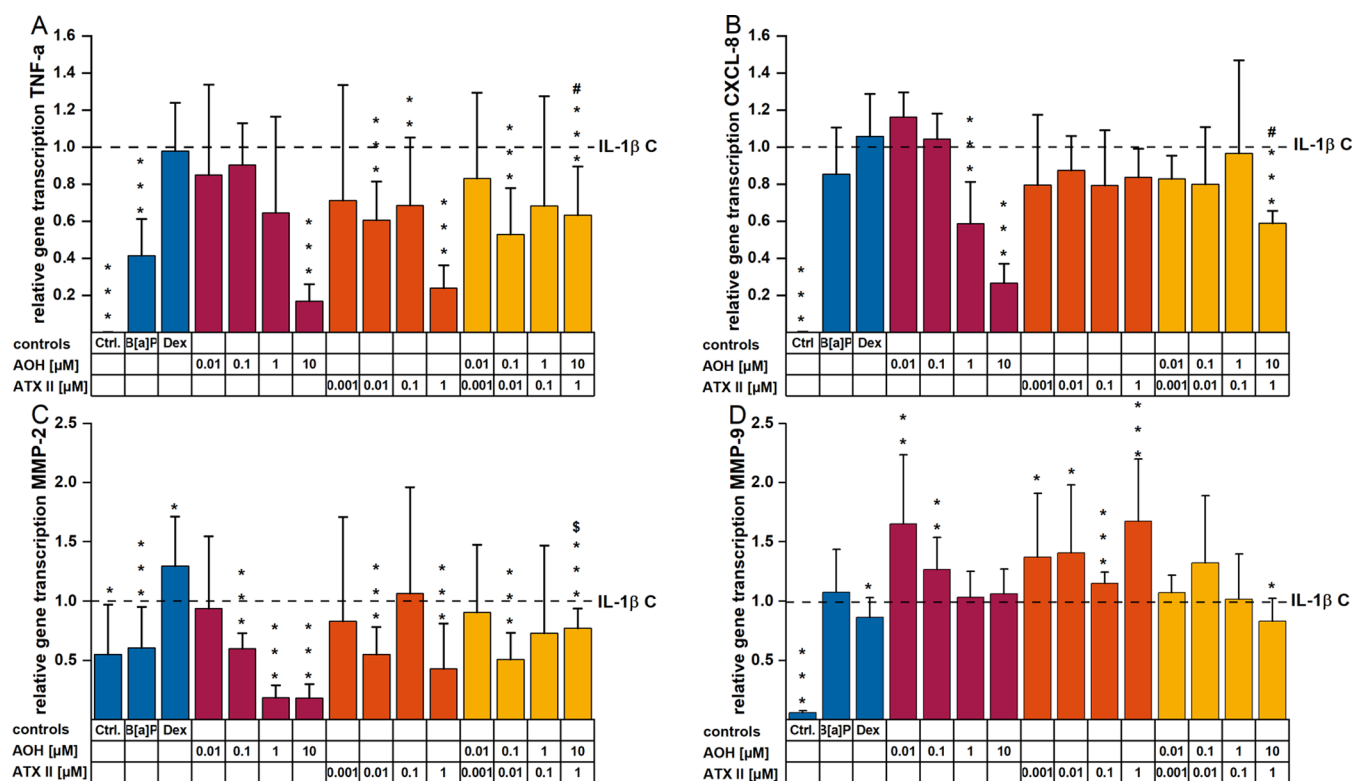 A
relative gene transcription TNF-a
1.6
1.4
1.2
1.0
0.8
0.6
0.4
0.2
* * *
* * *
* * *
* * *
* *
* * *
* * *
#
* * *
IL-1β C
controls Ctrl. B[a]P Dex
AOH [µM] 0.01 0.1 1 10 0.01 0.1 1 10
ATX II [µM] 0.001 0.01 0.1 1 0.001 0.01 0.1 1
B
relative gene transcription CXCL-8
1.6
1.4
1.2
1.0
0.8
0.6
0.4
0.2
* * *
* * *
* * *
#
* * *
IL-1β C
controls Ctrl B[a]P Dex
AOH [µM] 0.01 0.1 1 10 0.01 0.1 1 10
ATX II [µM] 0.001 0.01 0.1 1 0.001 0.01 0.1 1
C
relative gene transcription MMP-2
2.5
2.0
1.5
1.0
0.5
*
* * *
*
* * *
* * *
* * *
* * *
* * *
* * *
$
* * *
IL-1β C
controls Ctrl. B[a]P Dex
AOH [µM] 0.01 0.1 1 10 0.01 0.1 1 10
ATX II [µM] 0.001 0.01 0.1 1 0.001 0.01 0.1 1
D
relative gene transcription MMP-9
2.5
2.0
1.5
1.0
0.5
* * *
*
* *
* *
*
*
* * *
* * *
*
IL-1β C
controls Ctrl. B[a]P Dex
AOH [µM] 0.01 0.1 1 10 0.01 0.1 1 10
ATX II [µM] 0.001 0.01 0.1 1 0.001 0.01 0.1 1